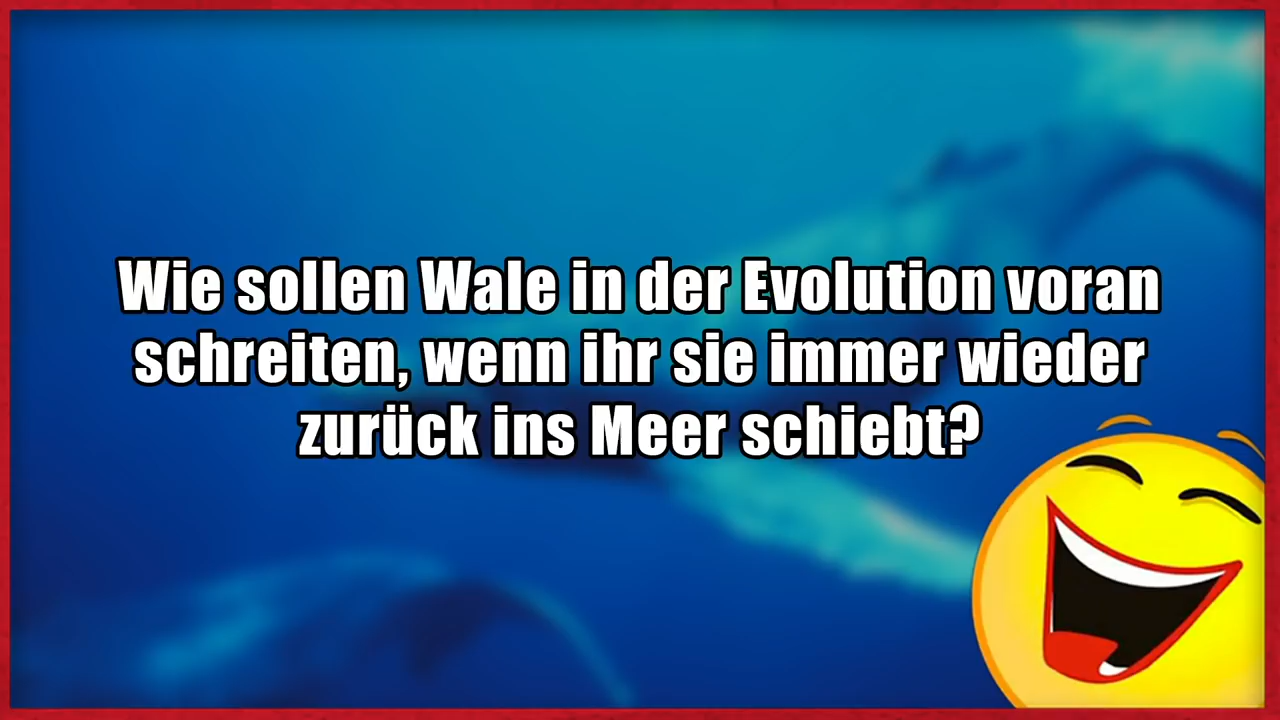 Wie sollen Wale in der Evolution voran
schreiten, wenn ihr sie immer wieder
zurück ins Meer schiebt?